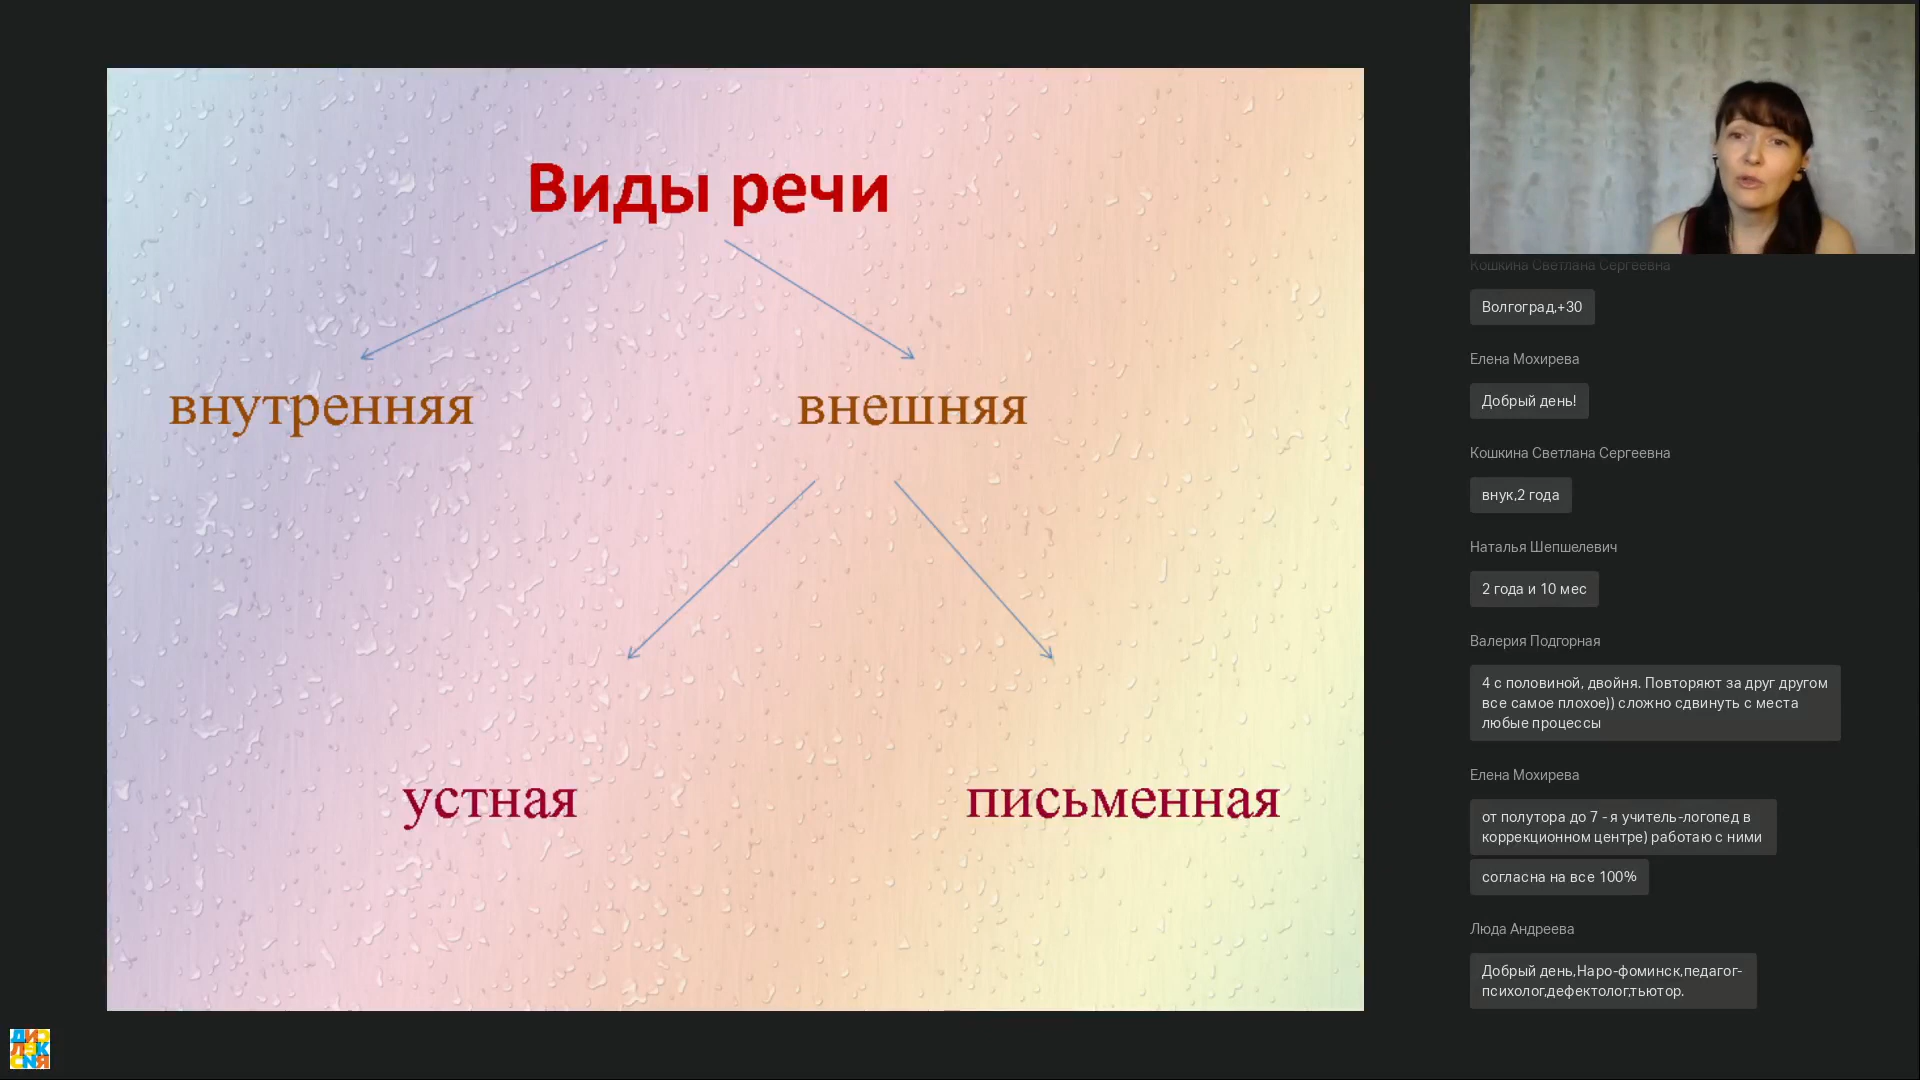 Виды речи
внутренняя
внешняя
устная
письменная
Кошкина Светлана Сергеевна
Волгоград,+30
Елена Мохирева
Добрый день!
Кошкина Светлана Сергеевна
внук,2 года
Наталья Шепшелевич
2 года и 10 мес
Валерия Подгорная
4 с половиной, двойня. Повторяют за друг другом
все самое плохое)) сложно сдвинуть с места
любые процессы
Елена Мохирева
от полутора до 7 - я учитель-логопед в
коррекционном центре) работаю с ними
согласна на все 100%
Люда Андреева
Добрый день,Наро-фоминск,педагог-
психолог,дефектолог,тьютор.
ДИС
ЛЕК
СИЯ